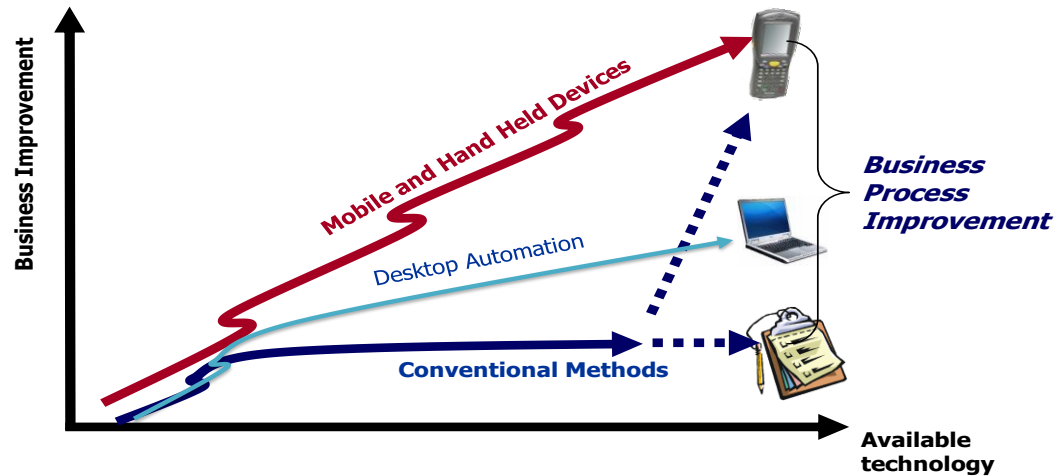 Business Improvement
Mobile and Hand Held Devices
Desktop Automation
Conventional Methods
Business
Process
Improvement
Available
technology